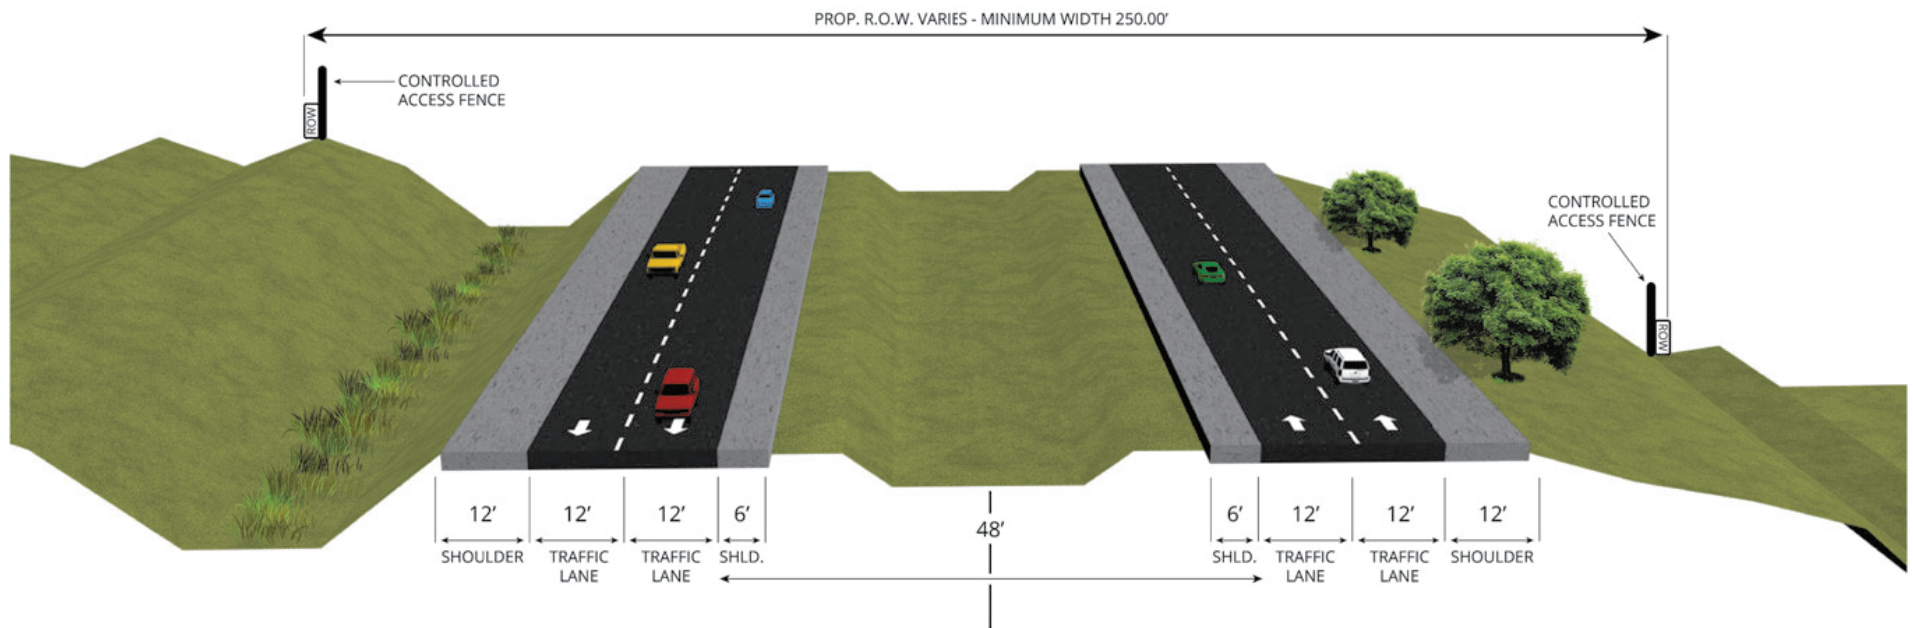 PROP. R.O.W. VARIES - MINIMUM WIDTH 250.00'
CONTROLLED
ACCESS FENCE
ROW
CONTROLLED
ACCESS FENCE
ROW
12' 12' 12' 6' 48' 6' 12' 12' 12'
SHOULDER TRAFFIC TRAFFIC SHLD. SHLD. TRAFFIC TRAFFIC SHOULDER
LANE LANE LANE LANE